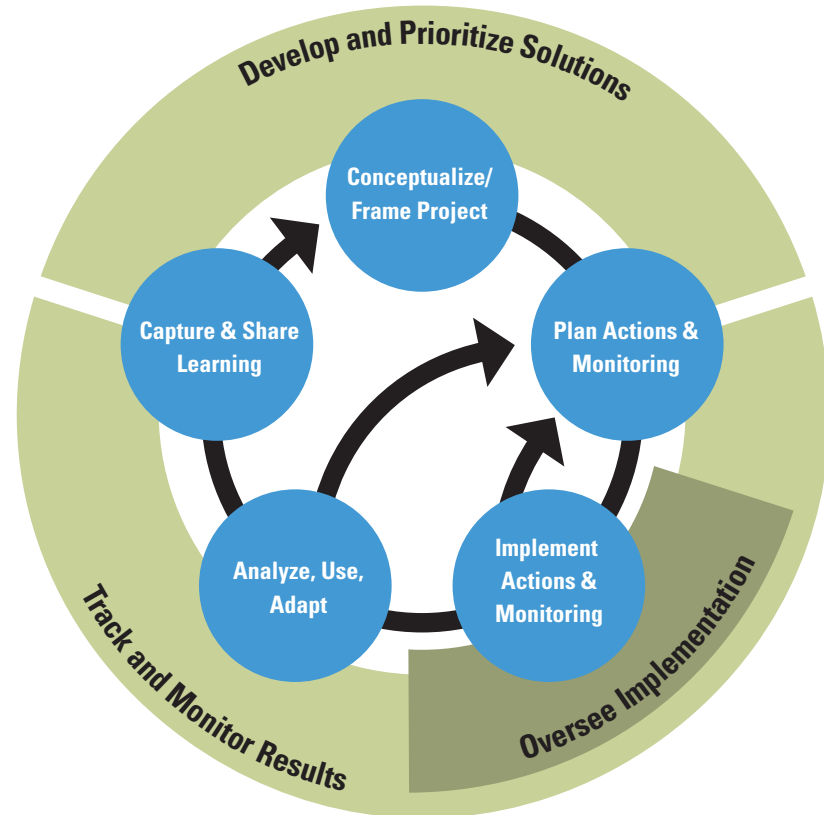 Develop and Prioritize Solutions
Conceptualize/
Frame Project
Capture & Share
Learning
Plan Actions &
Monitoring
Analyze, Use,
Adapt
Implement
Actions &
Monitoring
Track and Monitor Results
Oversee Implementation